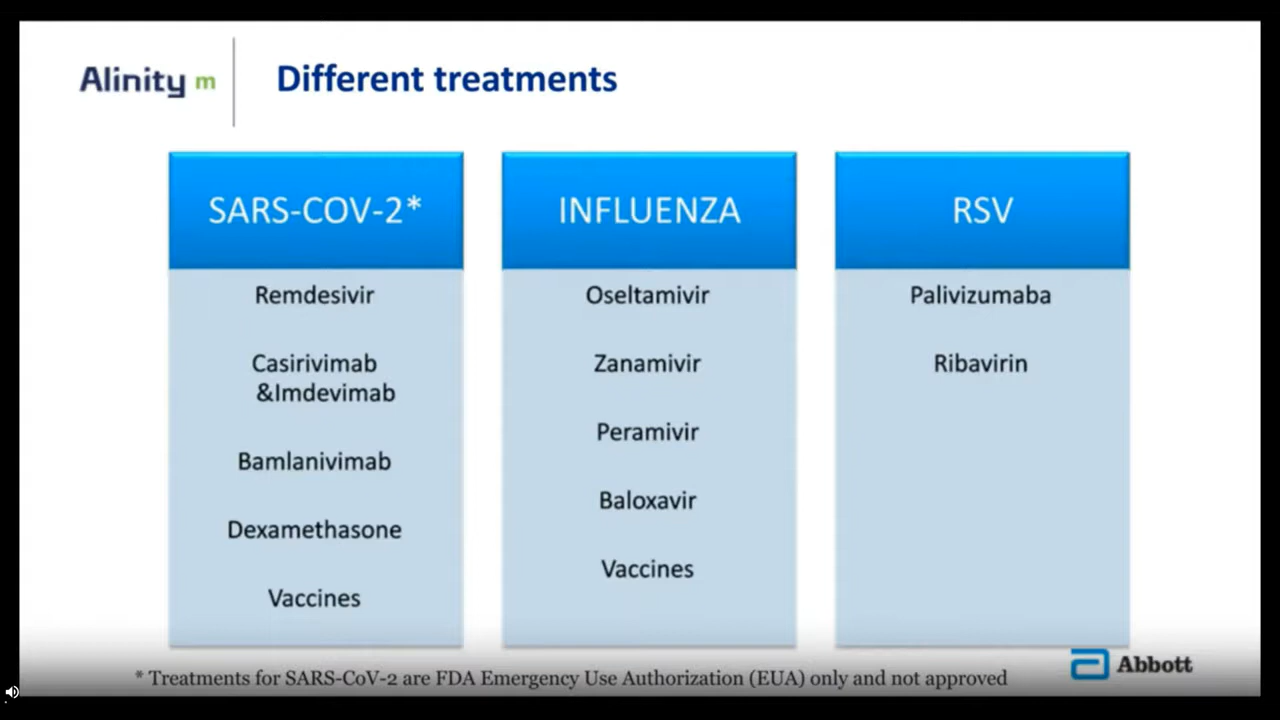 Alinity m
Different treatments
SARS-COV-2*
Remdesivir
Casirivimab
&Imdevimab
Bamlanivimab
Dexamethasone
Vaccines
INFLUENZA
Oseltamivir
Zanamivir
Peramivir
Baloxavir
Vaccines
RSV
Palivizumaba
Ribavirin
Abbott
* Treatments for SARS-CoV-2 are FDA Emergency Use Authorization (EUA) only and not approved